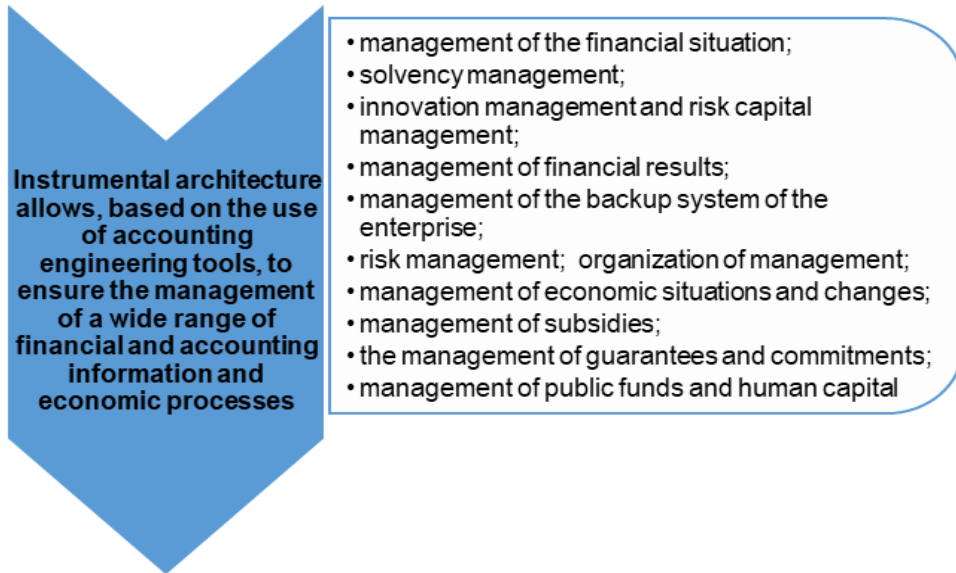 Instrumental architecture
allows, based on the use
of accounting
engineering tools, to
ensure the management
of a wide range of
financial and accounting
information and
economic processes
• management of the financial situation;
• solvency management;
• innovation management and risk capital
management;
• management of financial results;
• management of the backup system of the
enterprise;
• risk management; organization of management;
• management of economic situations and changes;
• management of subsidies;
• the management of guarantees and commitments;
• management of public funds and human capital